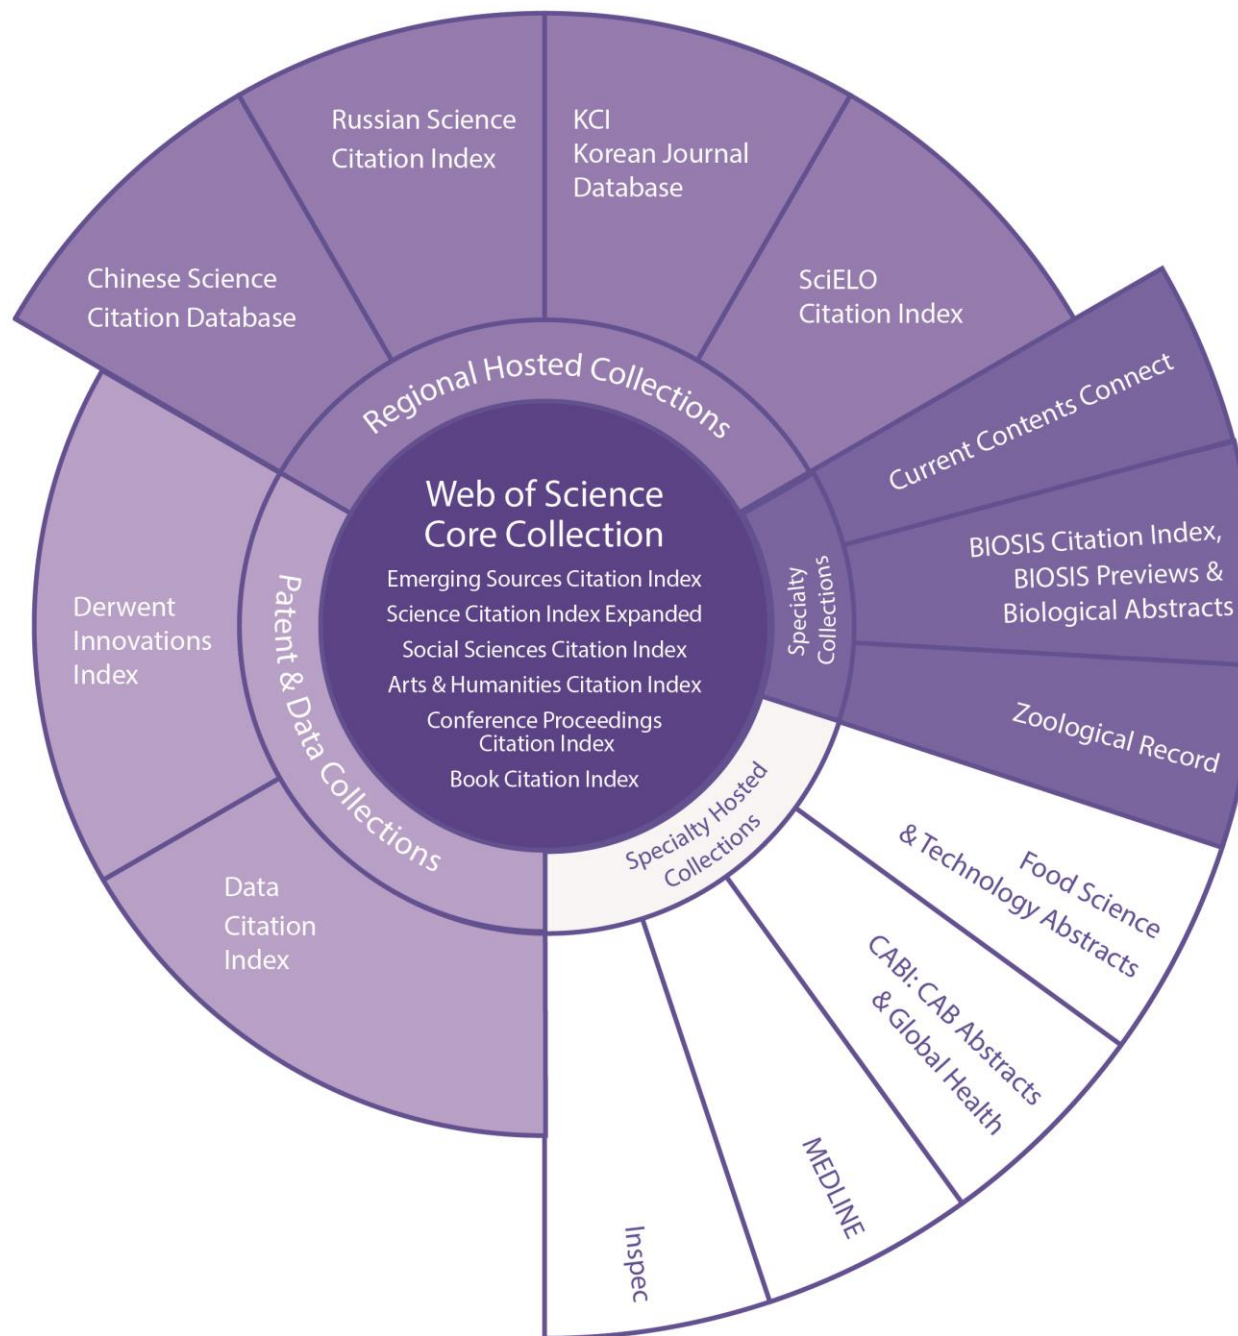 Russian Science
Citation Index
KCI
Korean Journal
Database
Chinese Science
Citation Database
SciELO
Citation Index
Regional Hosted Collections
Current Contents Connect
BIOSIS Citation Index,
BIOSIS Previews &
Biological Abstracts
Zoological Record
Specialty
Collections
Web of Science
Core Collection
Emerging Sources Citation Index
Science Citation Index Expanded
Social Sciences Citation Index
Arts & Humanities Citation Index
Conference Proceedings
Citation Index
Book Citation Index
Patent & Data Collections
Derwent
Innovations
Index
Data
Citation
Index
Specialty Hosted
Collections
Food Science
& Technology Abstracts
CABI: CAB Abstracts
& Global Health
MEDLINE
Inspec